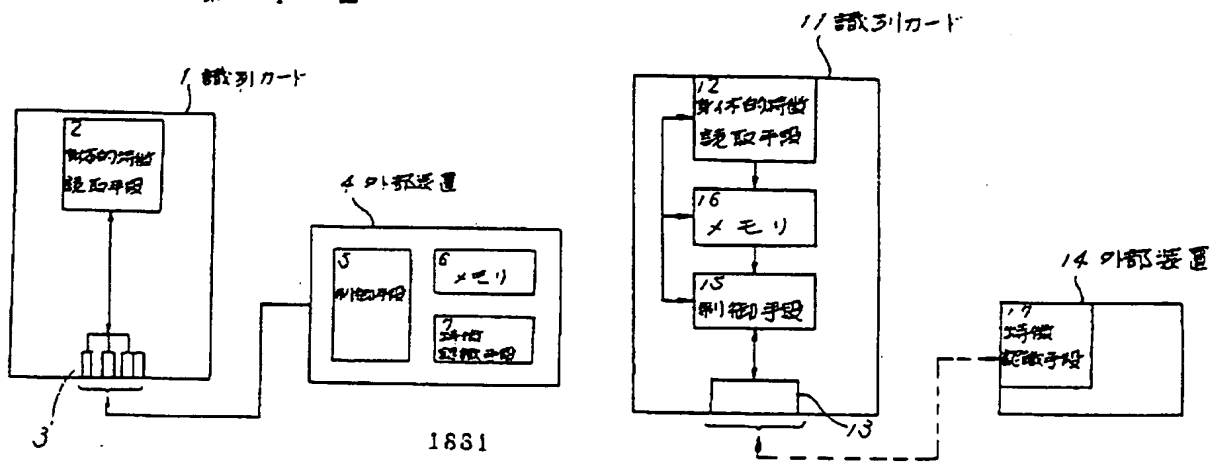 1 識別カード
2
身体的特徴
読取手段
3
4 外部装置
5
制御手段
6
メモリ
7
特徴
認識手段
11 識別カード
12
身体的特徴
読取手段
16
メモリ
15
制御手段
13
14 外部装置
17
特徴
認識手段
1881